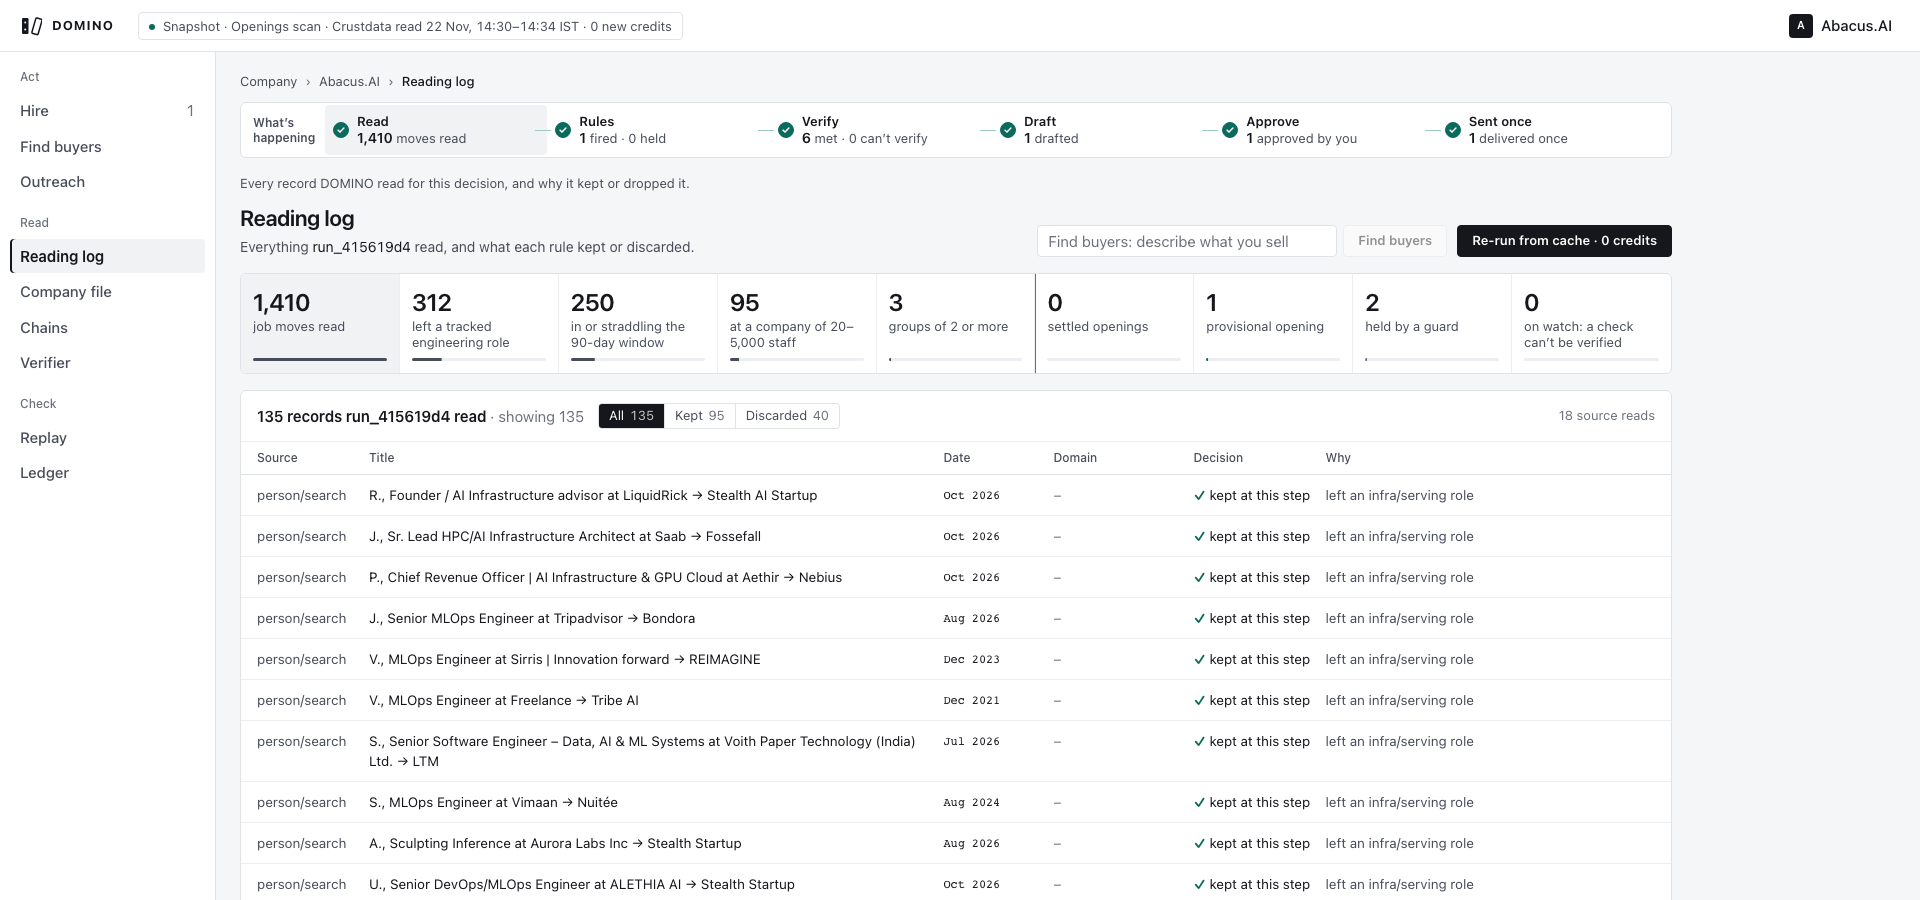 DOMINO
Snapshot · Openings scan · Crustdata read 22 Nov, 14:30–14:34 IST · 0 new credits
A Abacus.AI
Act
Hire 1
Find buyers
Outreach
Read
Reading log
Company file
Chains
Verifier
Check
Replay
Ledger
Company › Abacus.AI › Reading log
What's happening
Read
1,410 moves read
Rules
1 fired · 0 held
Verify
6 met · 0 can't verify
Draft
1 drafted
Approve
1 approved by you
Sent once
1 delivered once
Every record DOMINO read for this decision, and why it kept or dropped it.
Reading log
Everything run_415619d4 read, and what each rule kept or discarded.
Find buyers: describe what you sell
Find buyers
Re-run from cache · 0 credits
1,410
job moves read
312
left a tracked
engineering role
250
in or straddling the
90-day window
95
at a company of 20–
5,000 staff
3
groups of 2 or more
0
settled openings
1
provisional opening
2
held by a guard
0
on watch: a check
can't be verified
135 records run_415619d4 read · showing 135
All 135
Kept 95
Discarded 40
18 source reads
Source Title Date Domain Decision Why
person/search R., Founder / AI Infrastructure advisor at LiquidRick → Stealth AI Startup Oct 2026 – ✓ kept at this step left an infra/serving role
person/search J., Sr. Lead HPC/AI Infrastructure Architect at Saab → Fossefall Oct 2026 – ✓ kept at this step left an infra/serving role
person/search P., Chief Revenue Officer | AI Infrastructure & GPU Cloud at Aethir → Nebius Oct 2026 – ✓ kept at this step left an infra/serving role
person/search J., Senior MLOps Engineer at Tripadvisor → Bondora Aug 2026 – ✓ kept at this step left an infra/serving role
person/search V., MLOps Engineer at Sirris | Innovation forward → REIMAGINE Dec 2023 – ✓ kept at this step left an infra/serving role
person/search V., MLOps Engineer at Freelance → Tribe AI Dec 2021 – ✓ kept at this step left an infra/serving role
person/search S., Senior Software Engineer – Data, AI & ML Systems at Voith Paper Technology (India) Jul 2026 – ✓ kept at this step left an infra/serving role
Ltd. → LTM
person/search S., MLOps Engineer at Vimaan → Nuitée Aug 2024 – ✓ kept at this step left an infra/serving role
person/search A., Sculpting Inference at Aurora Labs Inc → Stealth Startup Aug 2026 – ✓ kept at this step left an infra/serving role
person/search U., Senior DevOps/MLOps Engineer at ALETHIA AI → Stealth Startup Oct 2026 – ✓ kept at this step left an infra/serving role